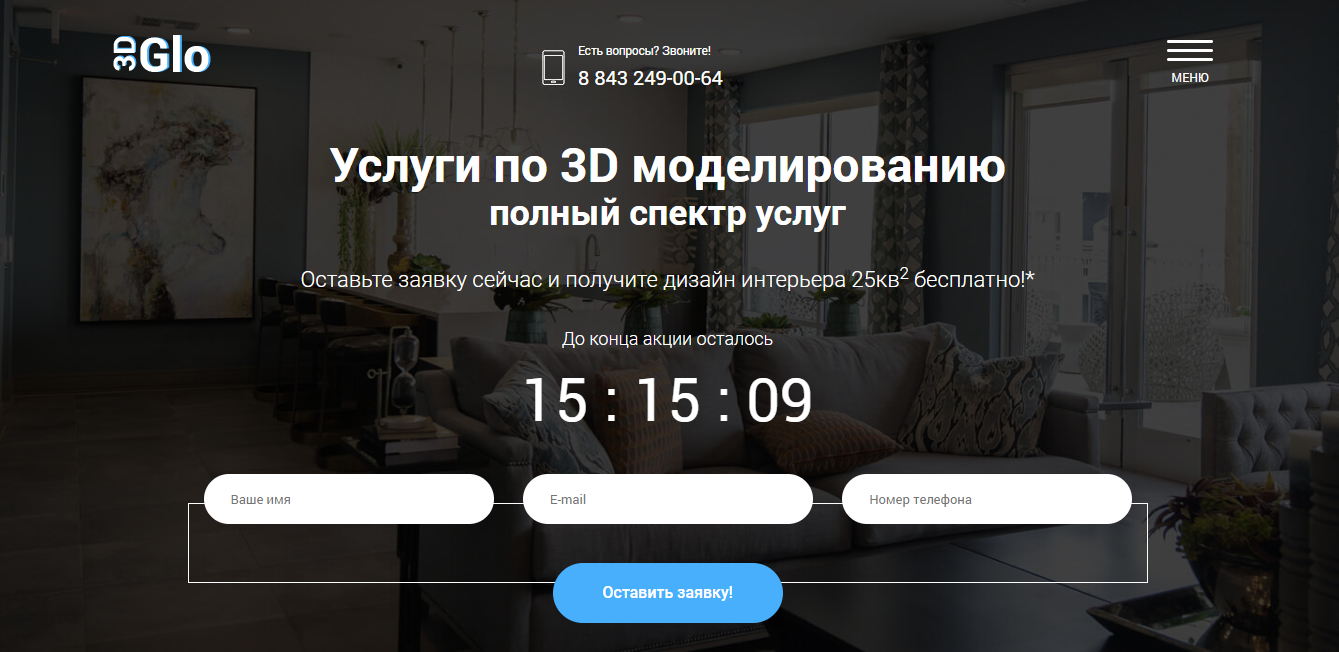 3D Glo
Есть вопросы? Звоните!
8 843 249-00-64
МЕНЮ
Услуги по 3D моделированию
полный спектр услуг
Оставьте заявку сейчас и получите дизайн интерьера 25кв² бесплатно!*
До конца акции осталось
15 : 15 : 09
Ваше имя
E-mail
Номер телефона
Оставить заявку!